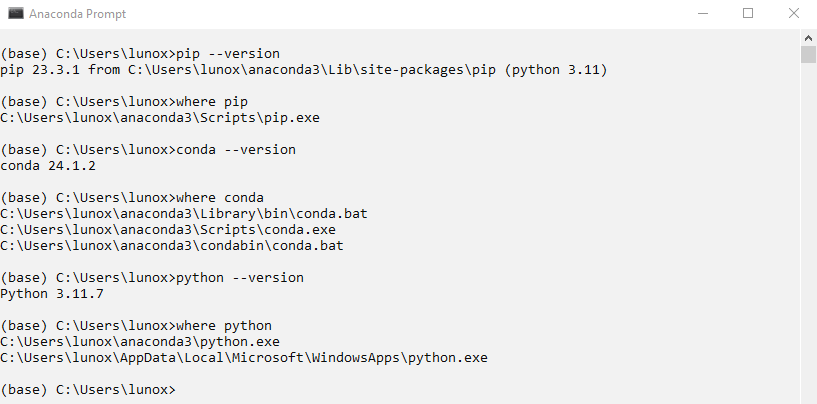 Anaconda Prompt
(base) C:\Users\lunox>pip --version
pip 23.3.1 from C:\Users\lunox\anaconda3\Lib\site-packages\pip (python 3.11)
(base) C:\Users\lunox>where pip
C:\Users\lunox\anaconda3\Scripts\pip.exe
(base) C:\Users\lunox>conda --version
conda 24.1.2
(base) C:\Users\lunox>where conda
C:\Users\lunox\anaconda3\Library\bin\conda.bat
C:\Users\lunox\anaconda3\Scripts\conda.exe
C:\Users\lunox\anaconda3\condabin\conda.bat
(base) C:\Users\lunox>python --version
Python 3.11.7
(base) C:\Users\lunox>where python
C:\Users\lunox\anaconda3\python.exe
C:\Users\lunox\AppData\Local\Microsoft\WindowsApps\python.exe
(base) C:\Users\lunox>